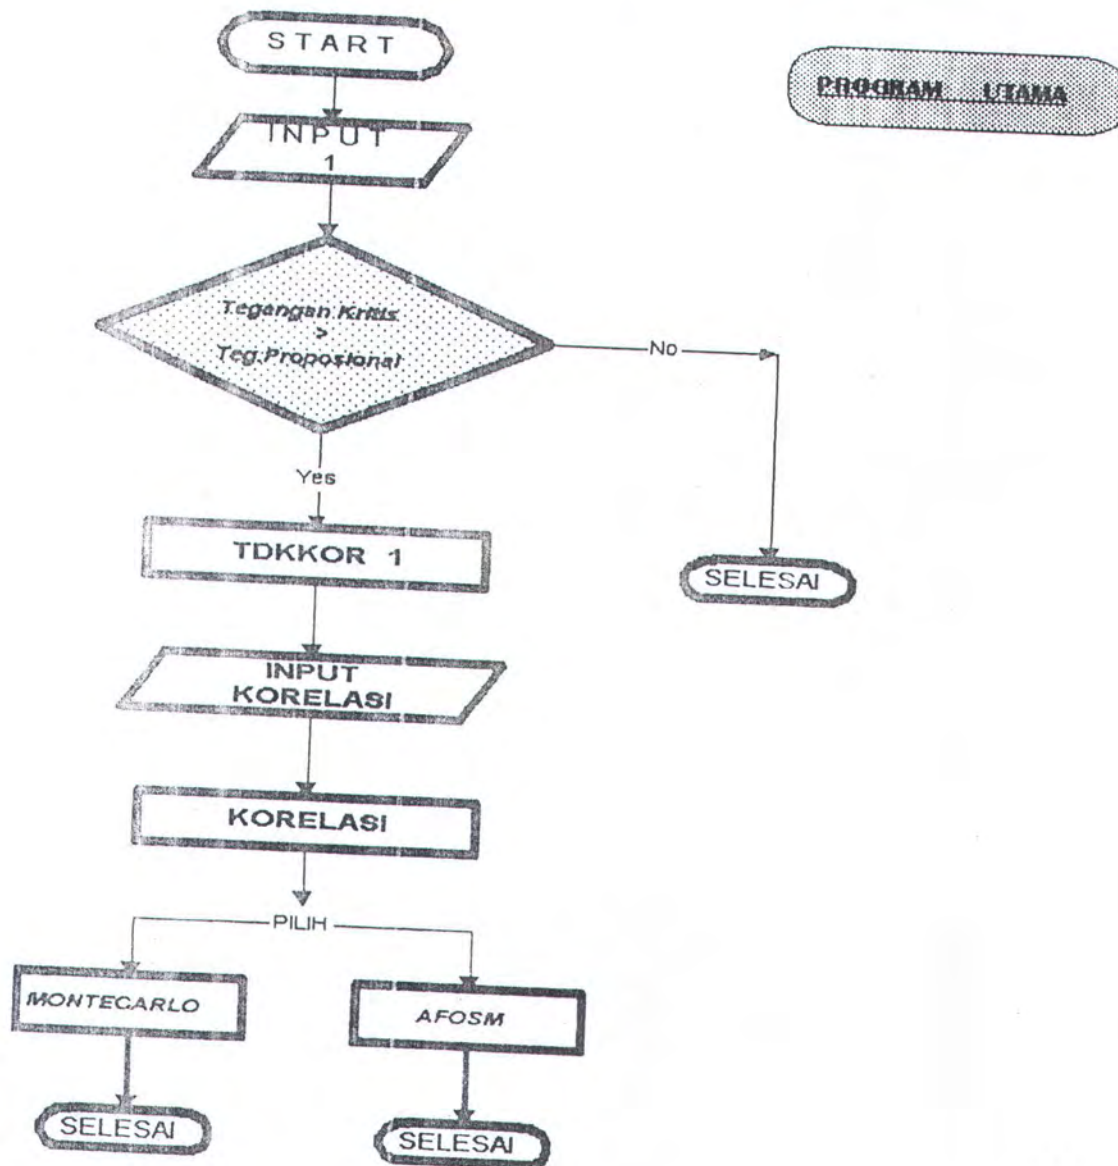 START
PROGRAM UTAMA
INPUT
1
Tegangan Kritis
>
Teg.Proposional
No
Yes
TDKKOR 1
SELESAI
INPUT
KORELASI
KORELASI
PILIH
MONTECARLO
AFOSM
SELESAI
SELESAI